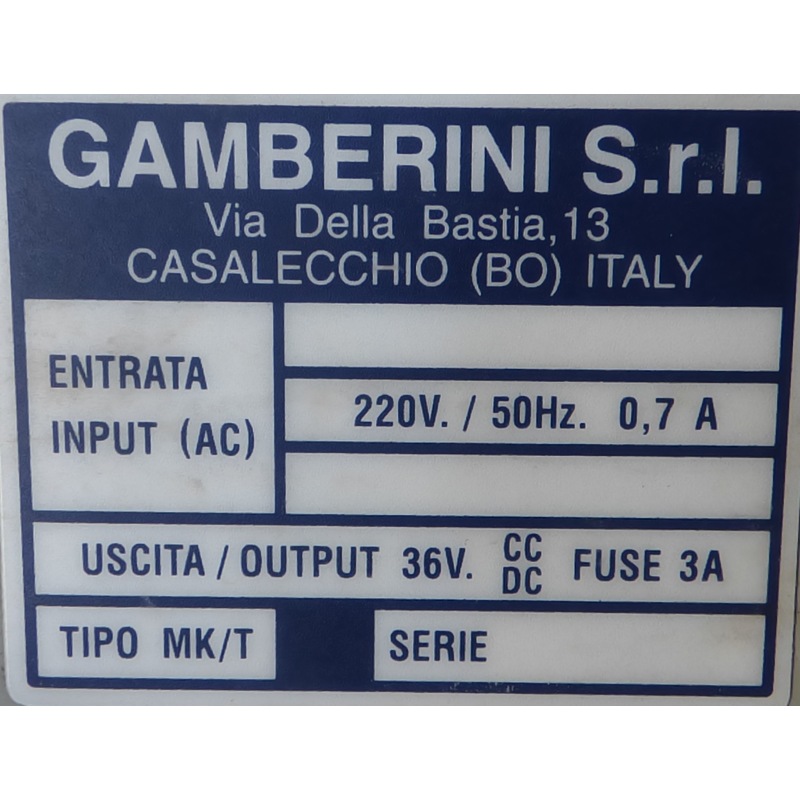 GAMBERINI S.r.l.
Via Della Bastia,13
CASALECCHIO (BO) ITALY
ENTRATA
INPUT (AC)
220V. / 50Hz. 0,7 A
USCITA / OUTPUT 36V. CC DC FUSE 3A
TIPO MK/T
SERIE